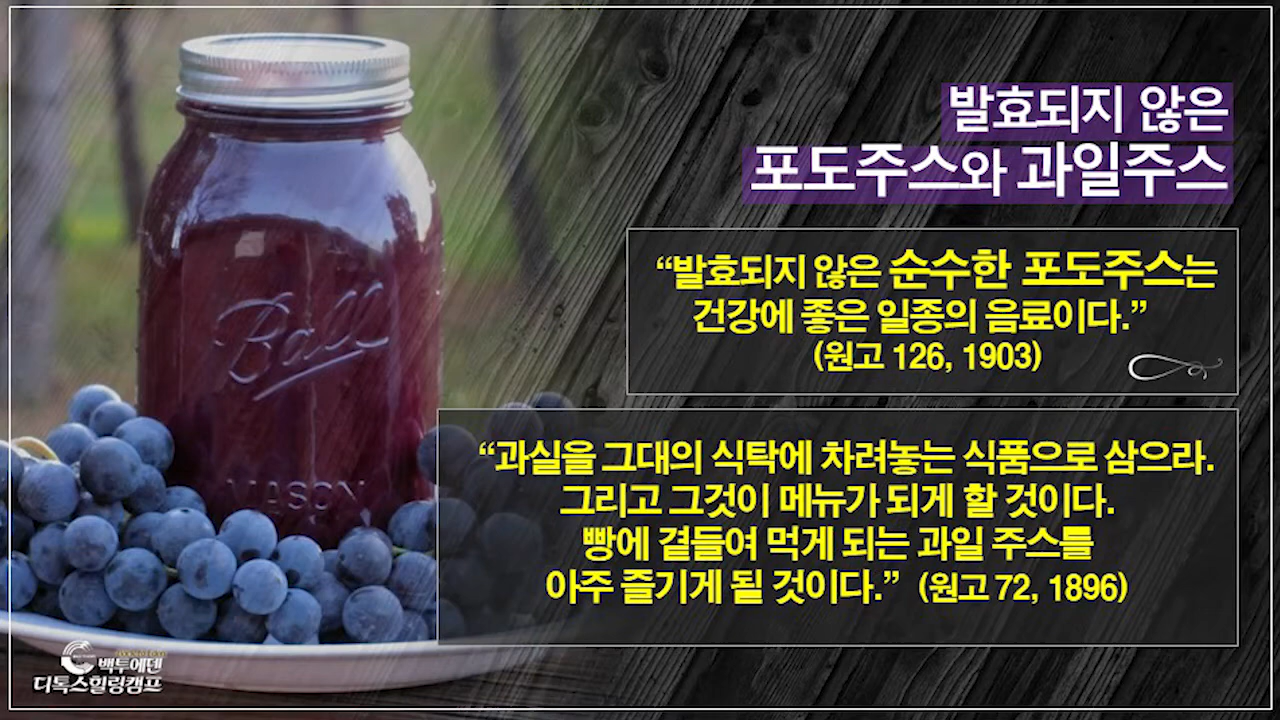 발효되지 않은
포도주스와 과일주스
“발효되지 않은 순수한 포도주스는
건강에 좋은 일종의 음료이다.”
(원고 126, 1903)
“과실을 그대의 식탁에 차려놓는 식품으로 삼으라.
그리고 그것이 메뉴가 되게 할 것이다.
빵에 곁들여 먹게 되는 과일 주스를
아주 즐기게 될 것이다.” (원고 72, 1896)
Ball
MASON
백투에덴
디톡스힐링캠프